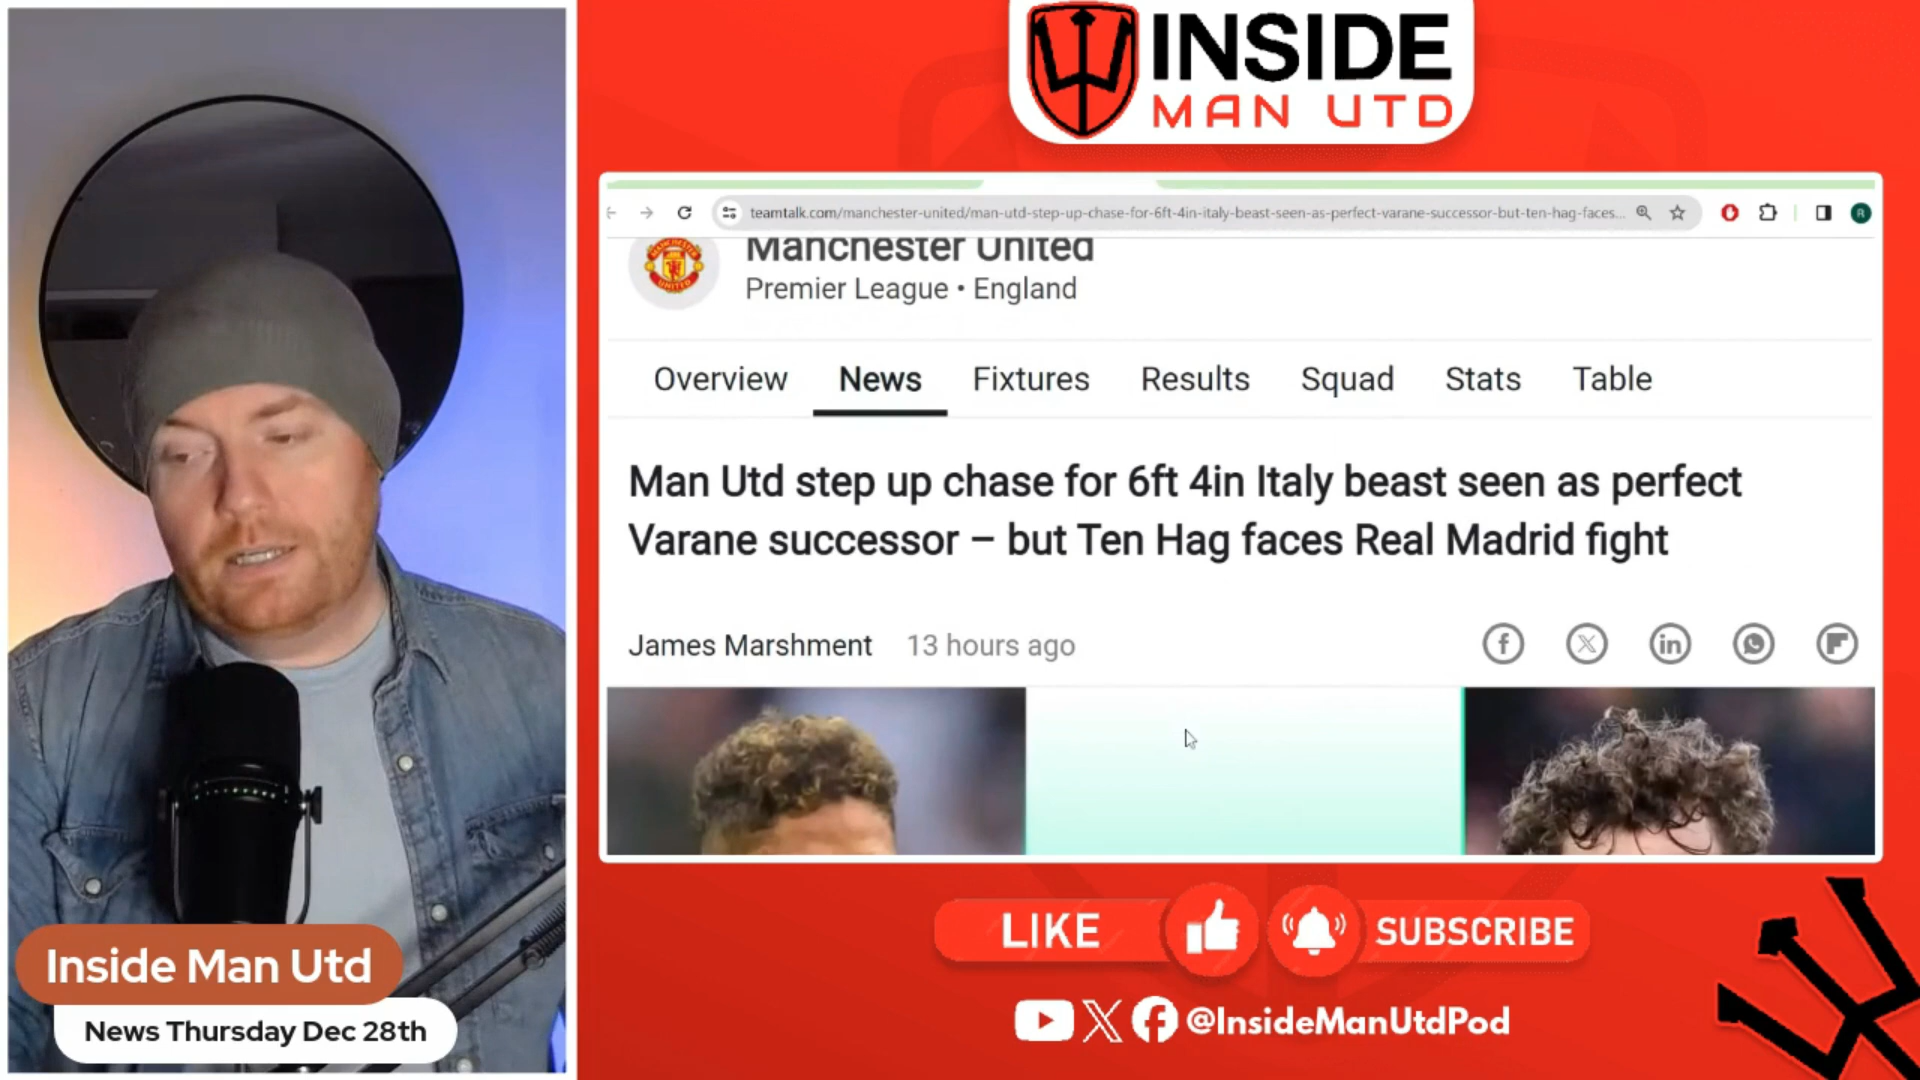 INSIDE
MAN UTD
teamtalk.com/manchester-united/man-utd-step-up-chase-for-6ft-4in-italy-beast-seen-as-perfect-varane-successor-but-ten-hag-faces...
R
Manchester United
Premier League • England
MANCHESTER
UNITED
Overview News Fixtures Results Squad Stats Table
Man Utd step up chase for 6ft 4in Italy beast seen as perfect
Varane successor – but Ten Hag faces Real Madrid fight
James Marshment 13 hours ago
LIKE
SUBSCRIBE
@InsideManUtdPod
Inside Man Utd
News Thursday Dec 28th